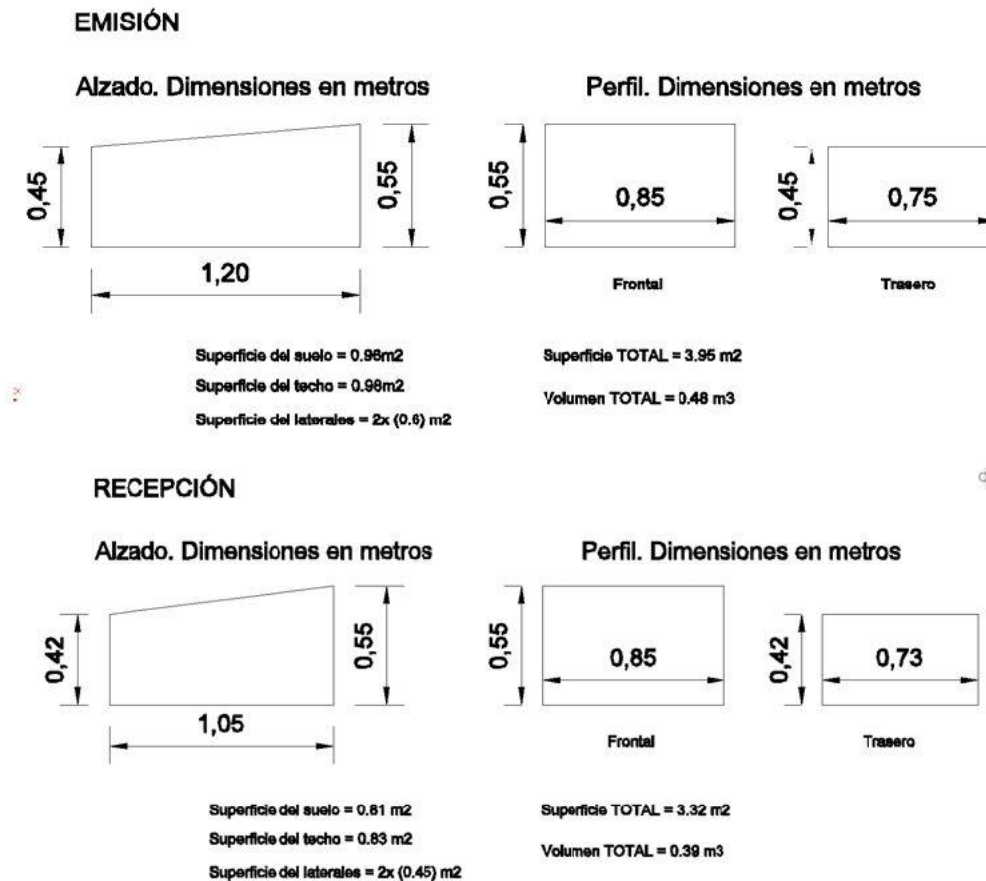 EMISIÓN
Alzado. Dimensiones en metros
Perfil. Dimensiones en metros
0,45
0,55
1,20
0,55
0,85
Frontal
0,45
0,75
Trasero
Superficie del suelo = 0.96m2
Superficie del techo = 0.98m2
Superficie del laterales = 2x (0.6) m2
Superficie TOTAL = 3.95 m2
Volumen TOTAL = 0.48 m3
RECEPCIÓN
Alzado. Dimensiones en metros
Perfil. Dimensiones en metros
0,42
0,55
1,05
0,55
0,85
Frontal
0,42
0,73
Trasero
Superficie del suelo = 0.81 m2
Superficie del techo = 0.83 m2
Superficie del laterales = 2x (0.45) m2
Superficie TOTAL = 3.32 m2
Volumen TOTAL = 0.39 m3